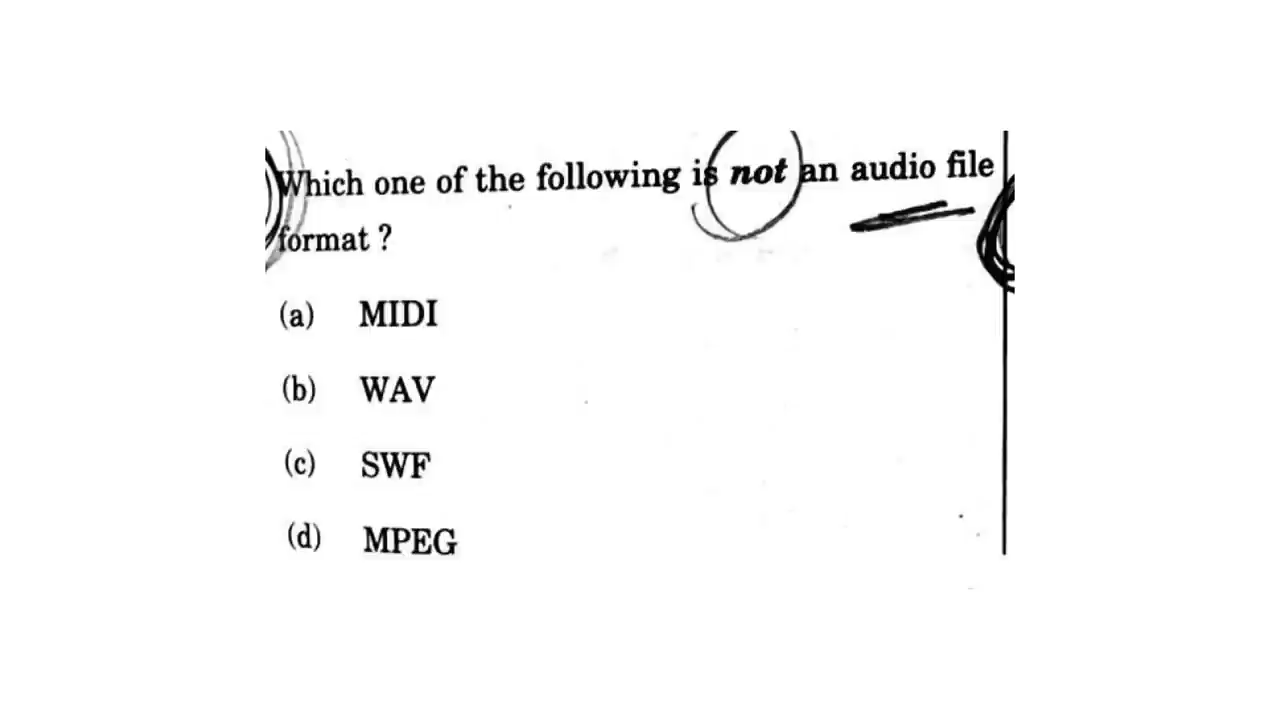 Which one of the following is not an audio file
format ?
(a) MIDI
(b) WAV
(c) SWF
(d) MPEG